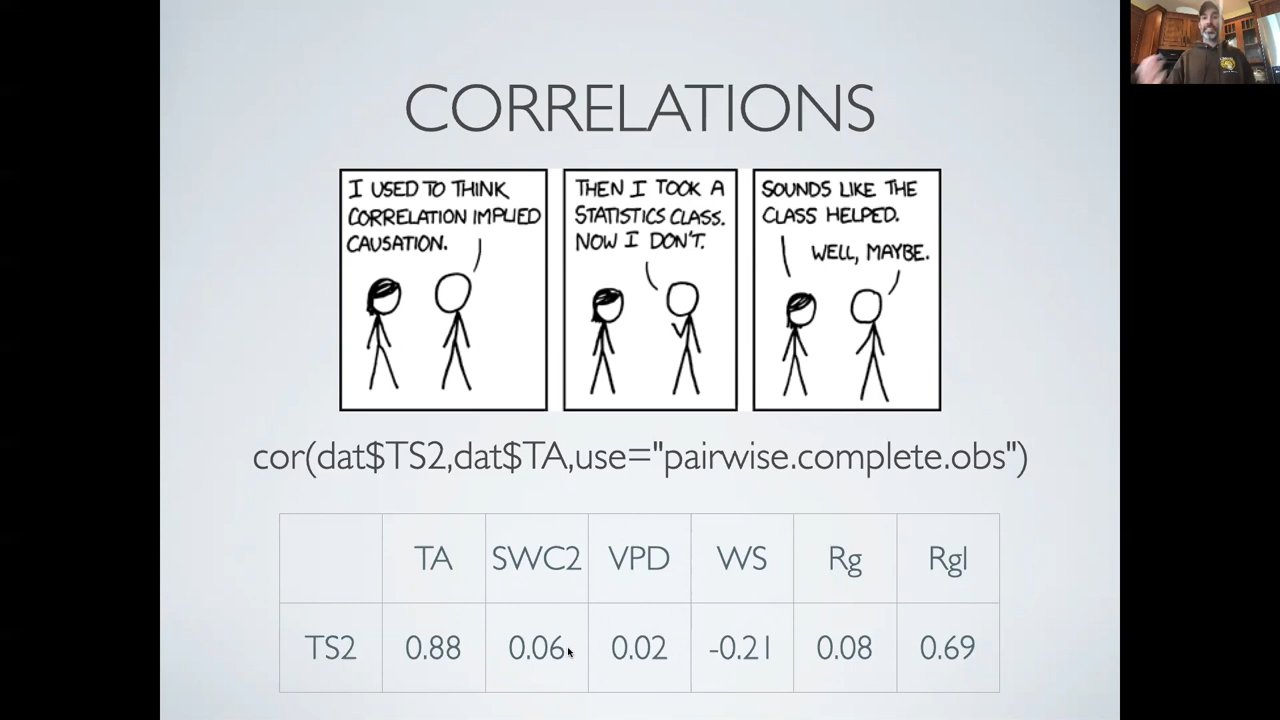 CORRELATIONS
I USED TO THINK
CORRELATION IMPLIED
CAUSATION.
THEN I TOOK A
STATISTICS CLASS.
NOW I DON'T.
SOUNDS LIKE THE
CLASS HELPED.
WELL, MAYBE.
cor(dat$TS2,dat$TA,use="pairwise.complete.obs")
TA SWC2 VPD WS Rg Rgl
TS2 0.88 0.06 0.02 -0.21 0.08 0.69